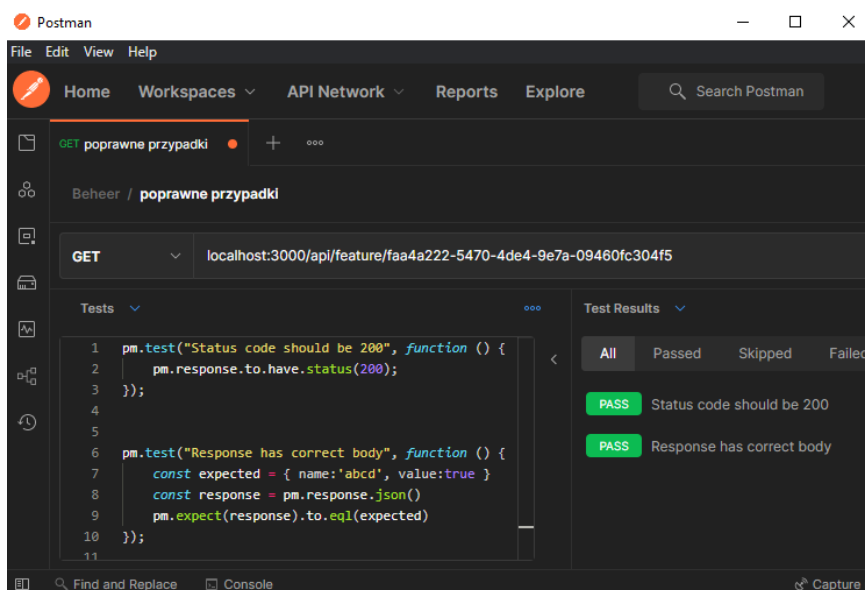 Postman
File Edit View Help
Home Workspaces API Network Reports Explore Search Postman
GET poprawne przypadki
Beheer / poprawne przypadki
GET localhost:3000/api/feature/faa4a222-5470-4de4-9e7a-09460fc304f5
Tests
1 pm.test("Status code should be 200", function () {
2 pm.response.to.have.status(200);
3 });
4
5
6 pm.test("Response has correct body", function () {
7 const expected = { name:'abcd', value:true }
8 const response = pm.response.json()
9 pm.expect(response).to.eql(expected)
10 });
11
Test Results
All Passed Skipped Failed
PASS Status code should be 200
PASS Response has correct body
Find and Replace Console Capture